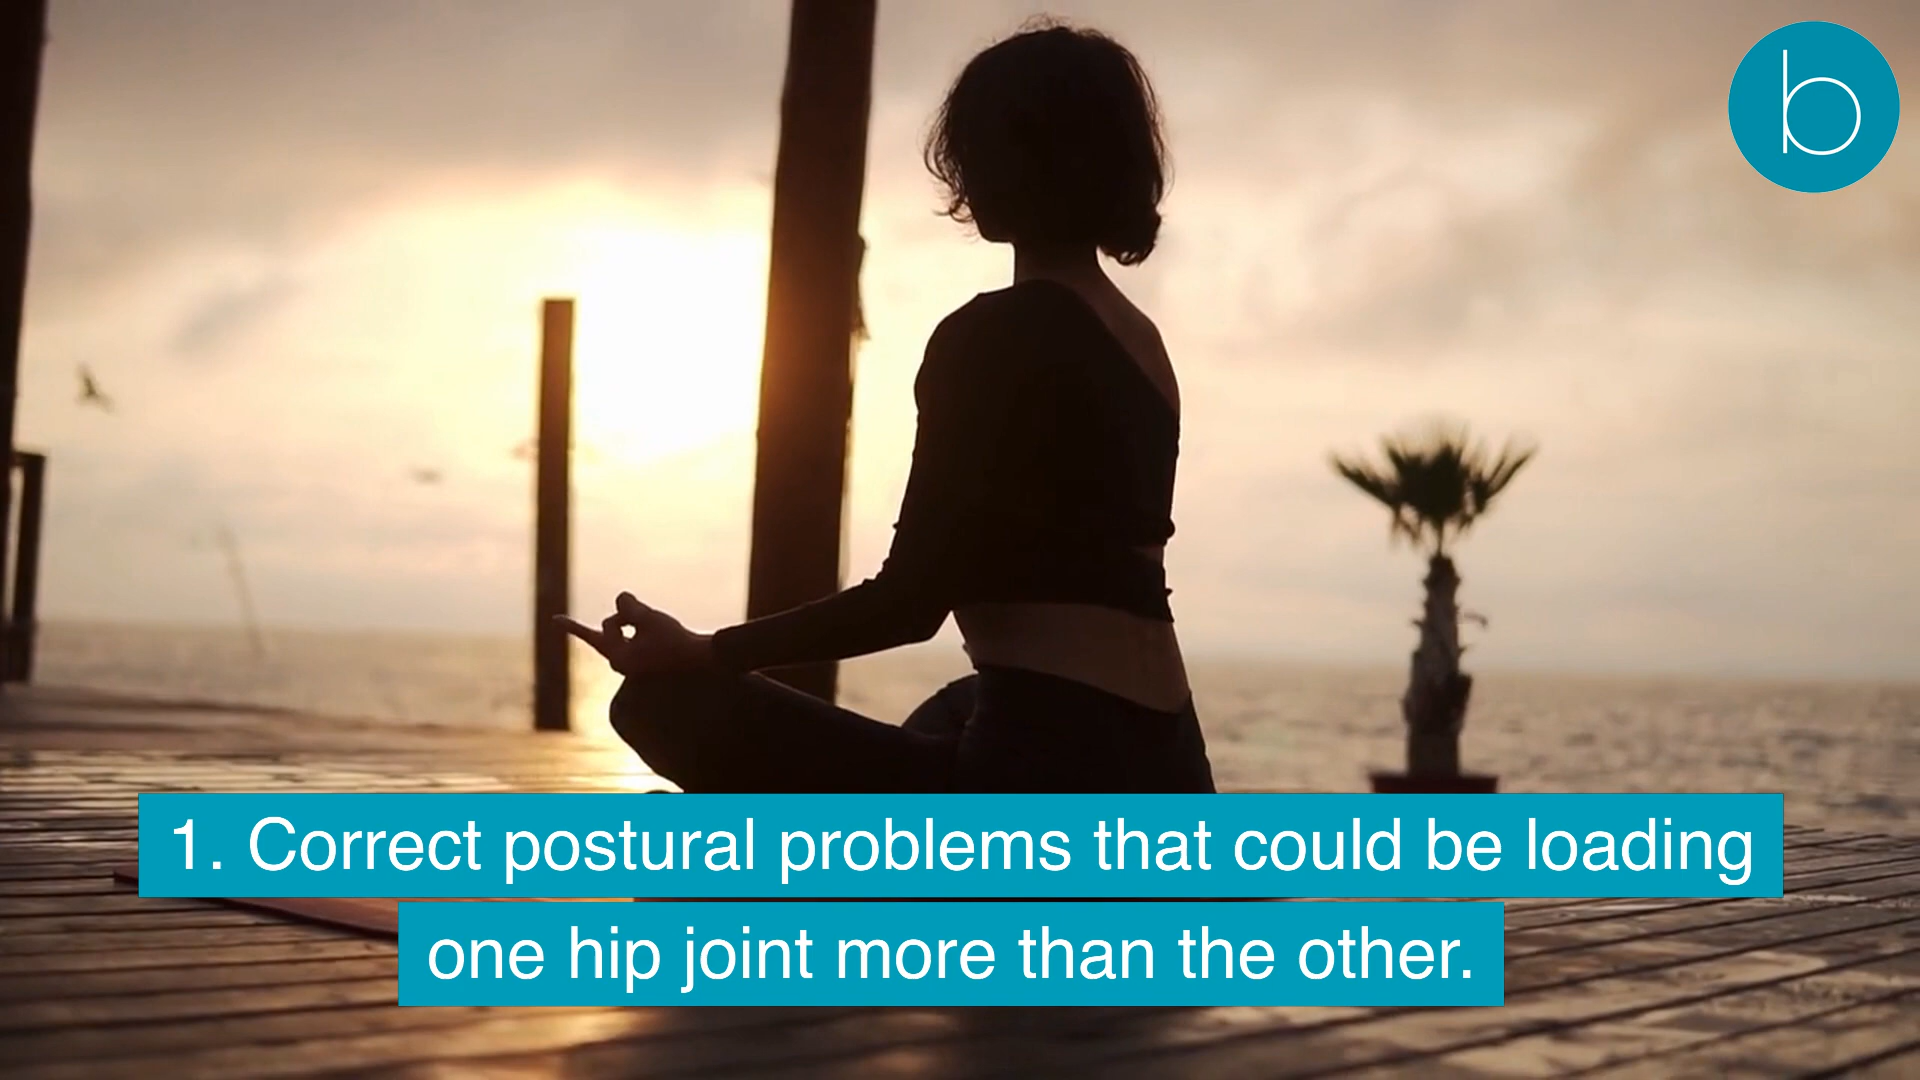 b
1. Correct postural problems that could be loading
one hip joint more than the other.